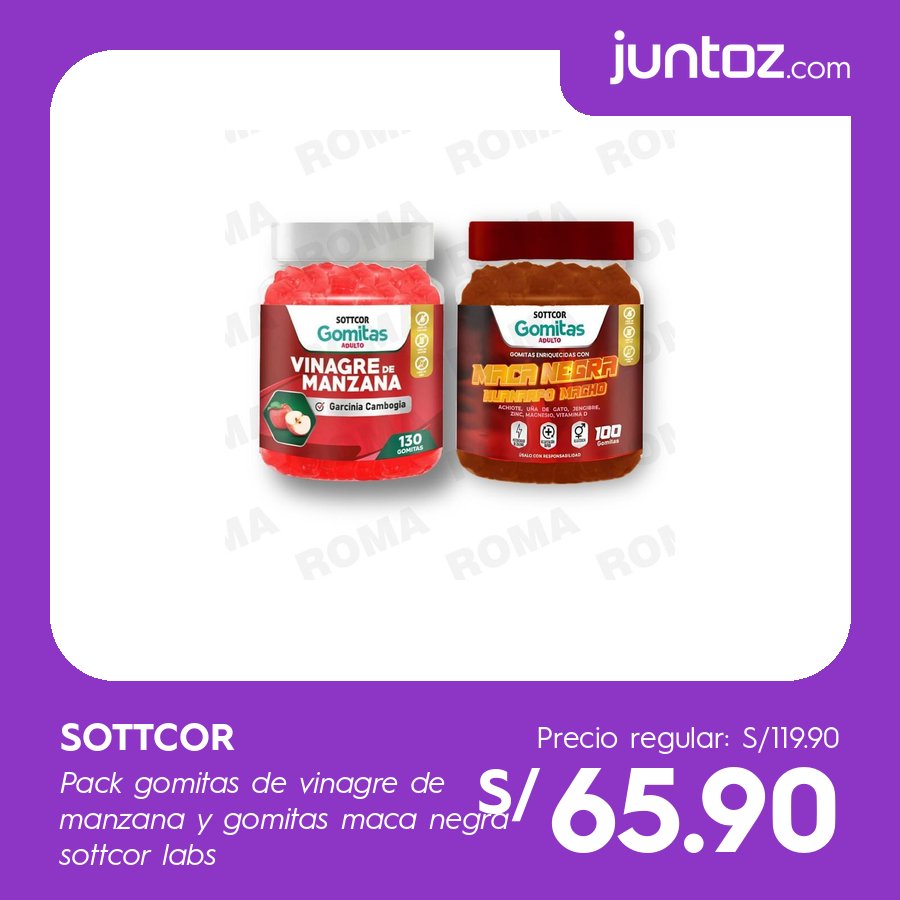 juntoz.com
ROMA
SOTTCOR
Gomitas
ADULTO
VINAGRE DE
MANZANA
Garcinia Cambogia
130
GOMITAS
SOTTCOR
Gomitas
ADULTO
GOMITAS ENRIQUECIDAS CON
MACA NEGRA
HUANARPO MACHO
ACHIOTE, UÑA DE GATO, JENGIBRE,
ZINC, MAGNESIO, VITAMINA D
100
Gomitas
ÚSALO CON RESPONSABILIDAD
SOTTCOR
Pack gomitas de vinagre de
manzana y gomitas maca negra
sottcor labs
Precio regular: S/119.90
S/65.90